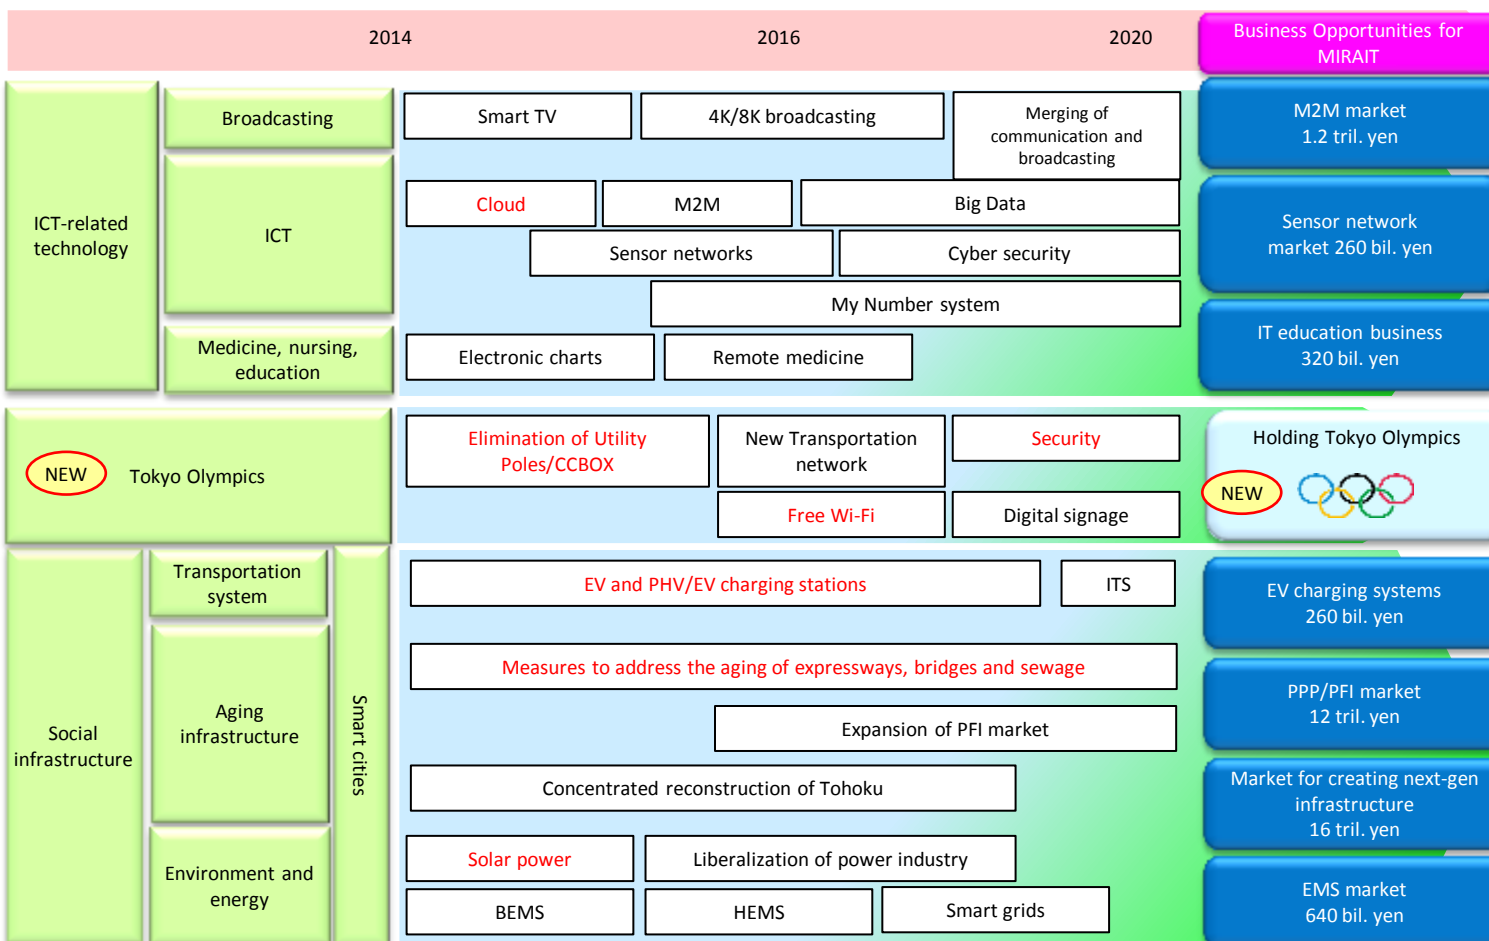 2014
2016
2020
Business Opportunities for
MIRAIT
ICT-related
technology
Broadcasting
Smart TV
4K/8K broadcasting
Merging of
communication and
broadcasting
M2M market
1.2 tril. yen
ICT
Cloud
M2M
Big Data
Sensor networks
Cyber security
My Number system
Sensor network
market 260 bil. yen
Medicine, nursing,
education
Electronic charts
Remote medicine
IT education business
320 bil. yen
NEW
Tokyo Olympics
Elimination of Utility
Poles/CCBOX
New Transportation
network
Security
Free Wi-Fi
Digital signage
Holding Tokyo Olympics
NEW
Social
infrastructure
Smart cities
Transportation
system
EV and PHV/EV charging stations
ITS
EV charging systems
260 bil. yen
Aging
infrastructure
Measures to address the aging of expressways, bridges and sewage
Expansion of PFI market
Concentrated reconstruction of Tohoku
PPP/PFI market
12 tril. yen
Market for creating next-gen
infrastructure
16 tril. yen
Environment and
energy
Solar power
Liberalization of power industry
BEMS
HEMS
Smart grids
EMS market
640 bil. yen